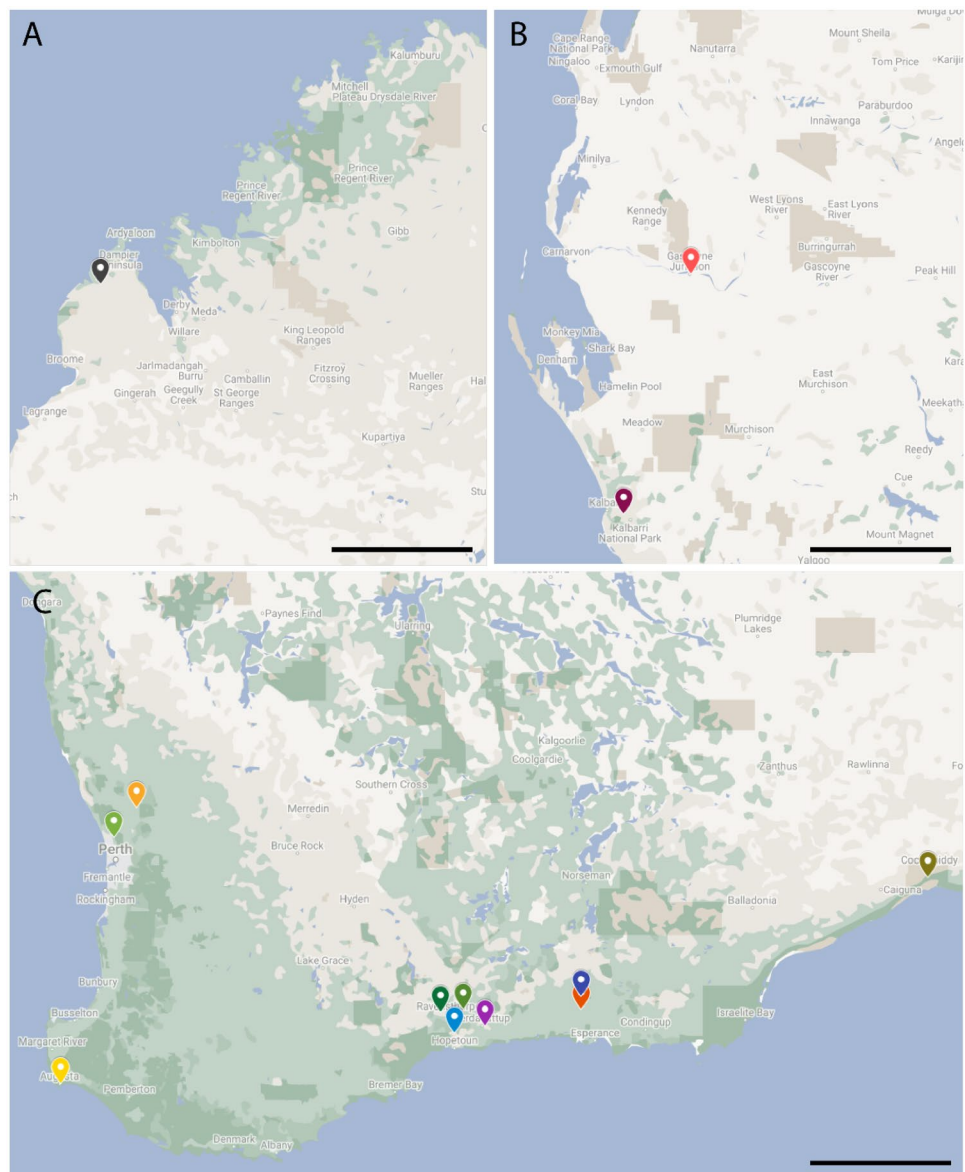 A
Kalumburu
Mitchell
Plateau Drysdale River
Prince
Regent River
Prince
Regent River
Ardyaloon
Dampier
Kimbolton
Gibb
Derby
Meda
Willare
King Leopold
Ranges
Broome
Jarlmadangah
Burru
Camballin
Fitzroy
Crossing
Mueller
Ranges
Gingerah
Geegully
Creek
St George
Ranges
Lagrange
Kupartiya
B
Cape Range
National Park
Ningaloo
Exmouth Gulf
Nanutarra
Mount Sheila
Tom Price
Coral Bay
Lyndon
Paraburdoo
Innawanga
Minilya
West Lyons
River
East Lyons
River
Kennedy
Range
Carnarvon
Burringurrah
Gascoyne
River
Peak Hill
Monkey Mia
Denham
Shark Bay
Hamelin Pool
East
Murchison
Meadow
Murchison
Reedy
Cue
Kalbarri
National Park
Mount Magnet
Yalgoo
C
Paynes Find
Ularring
Plumridge
Lakes
Kalgoorlie
Coolgardie
Zanthus
Rawlinna
Southern Cross
Merredin
Bruce Rock
Perth
Fremantle
Rockingham
Norseman
Caiguna
Hyden
Balladonia
Lake Grace
Bunbury
Busselton
Israelite Bay
Condingup
Esperance
Hopetoun
Margaret River
Pemberton
Bremer Bay
Denmark
Albany